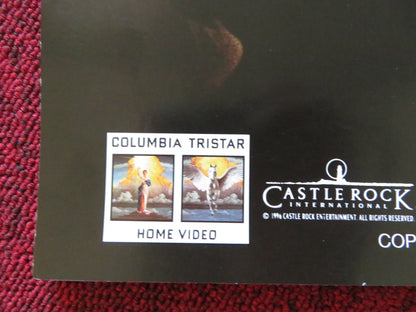 COLUMBIA TRISTAR
HOME VIDEO
CASTLE ROCK
INTERNATIONAL
© 1996 CASTLE ROCK ENTERTAINMENT. ALL RIGHTS RESERVED.
COP